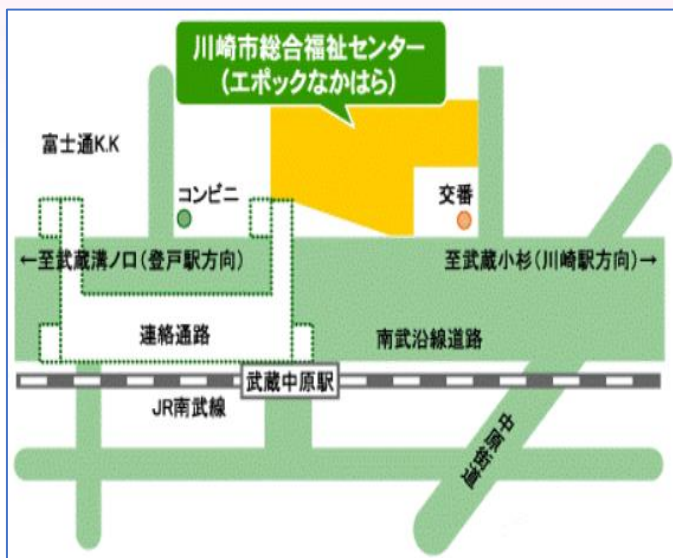 川崎市総合福祉センター
(エポックなかはら)
富士通K.K
コンビニ
交番
←至武蔵溝ノ口(登戸駅方向)
至武蔵小杉(川崎駅方向)→
連絡通路
南武沿線道路
武蔵中原駅
JR南武線
中原街道